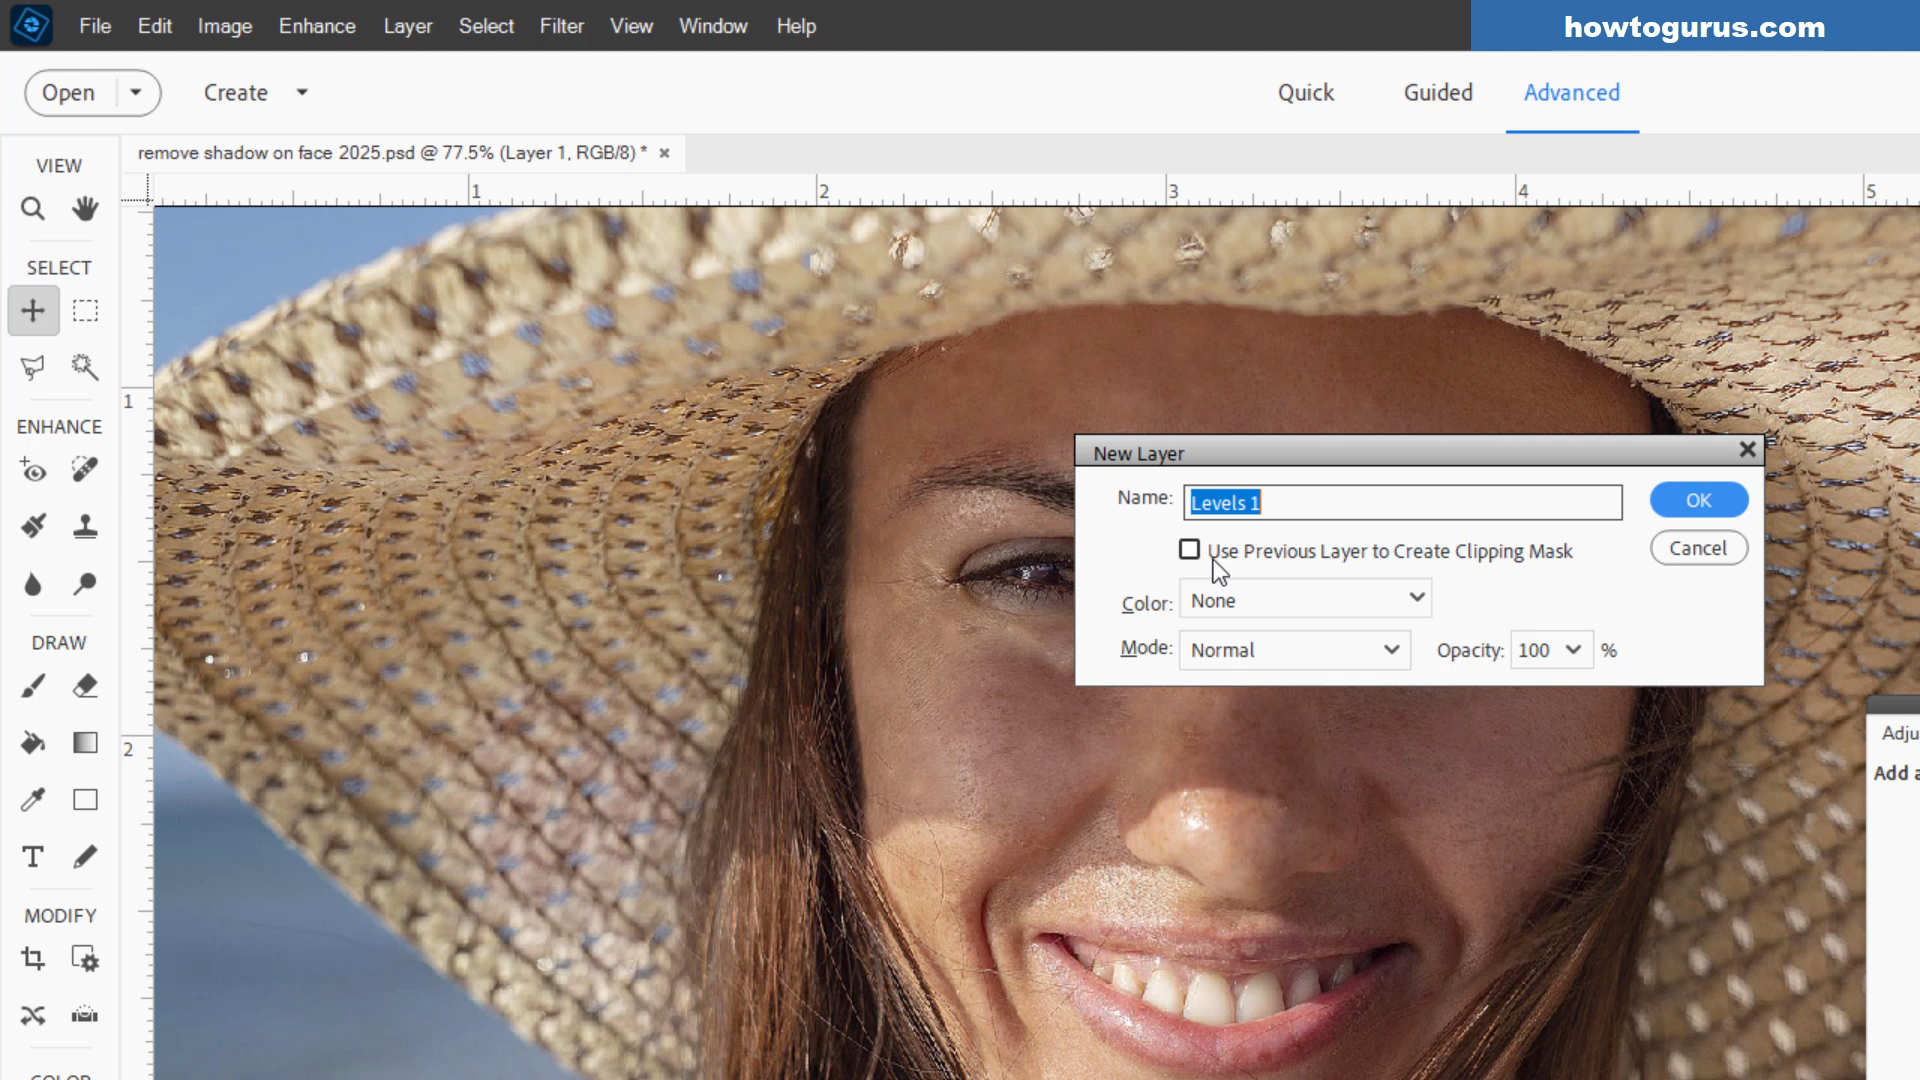 File Edit Image Enhance Layer Select Filter View Window Help
howtogurus.com
Open Create Quick Guided Advanced
remove shadow on face 2025.psd @ 77.5% (Layer 1, RGB/8) * ×
VIEW
1 2 3 4 5
SELECT
1
ENHANCE
New Layer
Name: Levels 1 OK
Use Previous Layer to Create Clipping Mask Cancel
Color: None
Mode: Normal Opacity: 100 %
DRAW
2
Adju
Add a
T
MODIFY